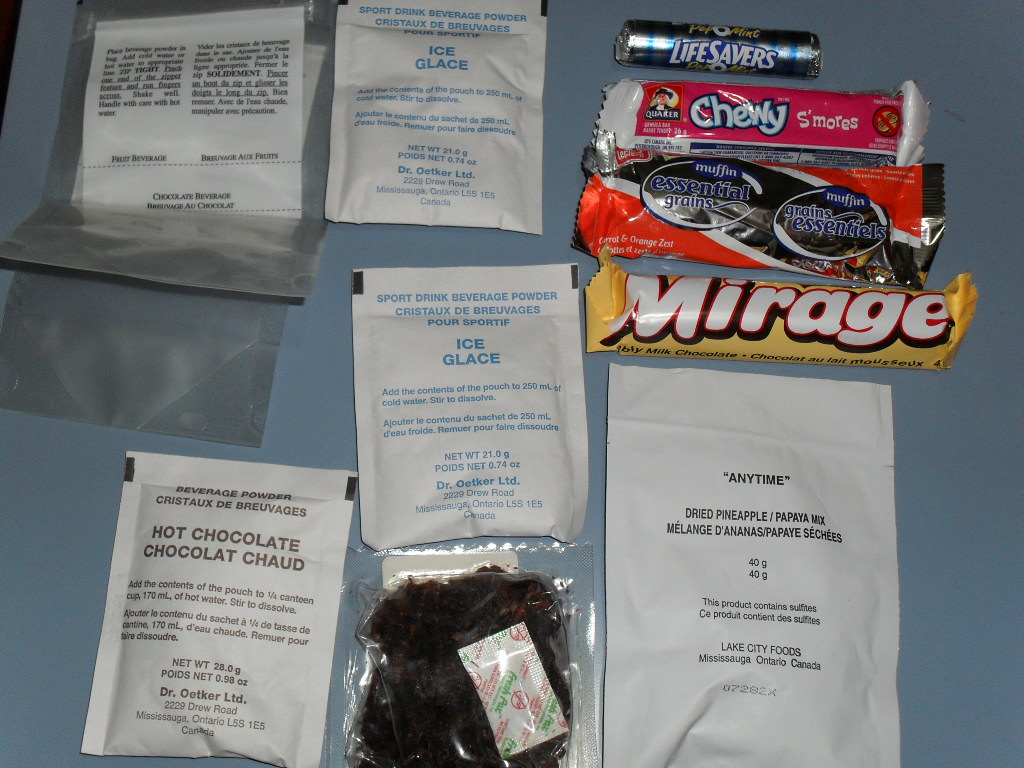 Place beverage powder in
bag. Add cold water or
hot water to appropriate
line. ZIP TIGHT. Pinch
one end of the zipper
feature and run fingers
across. Shake well.
Handle with care with hot
water.
Vider les cristaux de breuvage
dans le sac. Ajouter de l'eau
froide ou chaude jusqu'à la
ligne appropriée. Fermer le
zip SOLIDEMENT. Pincer
un bout du zip et glisser les
doigts le long du zip. Bien
remuer. Avec de l'eau chaude,
manipuler avec précaution.
FRUIT BEVERAGE BREUVAGE AUX FRUITS
CHOCOLATE BEVERAGE
BREUVAGE AU CHOCOLAT
SPORT DRINK BEVERAGE POWDER
CRISTAUX DE BREUVAGES
POUR SPORTIF
ICE
GLACE
Add the contents of the pouch to 250 mL of
cold water. Stir to dissolve.
Ajouter le contenu du sachet de 250 mL
d'eau froide. Remuer pour faire dissoudre
NET WT 21.0 g
POIDS NET 0.74 oz
Dr. Oetker Ltd.
2229 Drew Road
Mississauga, Ontario L5S 1E5
Canada
Pep O Mint
LIFESAVERS
QUAKER
Chewy
S'mores
26 g
muffin
essential
grains
muffin
grains
essentiels
Carrot & Orange Zest
Mirage
Milk Chocolate • Chocolat au lait mousseux
SPORT DRINK BEVERAGE POWDER
CRISTAUX DE BREUVAGES
POUR SPORTIF
ICE
GLACE
Add the contents of the pouch to 250 mL of
cold water. Stir to dissolve.
Ajouter le contenu du sachet de 250 mL
d'eau froide. Remuer pour faire dissoudre
NET WT 21.0 g
POIDS NET 0.74 oz
Dr. Oetker Ltd.
2229 Drew Road
Mississauga, Ontario L5S 1E5
Canada
BEVERAGE POWDER
CRISTAUX DE BREUVAGES
HOT CHOCOLATE
CHOCOLAT CHAUD
Add the contents of the pouch to ¼ canteen
cup, 170 mL, of hot water. Stir to dissolve.
Ajouter le contenu du sachet à ¼ de tasse de
cantine, 170 mL, d'eau chaude. Remuer pour
faire dissoudre.
NET WT 28.0 g
POIDS NET 0.98 oz
Dr. Oetker Ltd.
2229 Drew Road
Mississauga, Ontario L5S 1E5
Canada
Fresh Pax
"ANYTIME"
DRIED PINEAPPLE / PAPAYA MIX
MÉLANGE D'ANANAS/PAPAYE SÉCHÉES
40 g
40 g
This product contains sulfites
Ce produit contient des sulfites
LAKE CITY FOODS
Mississauga Ontario Canada
07282X